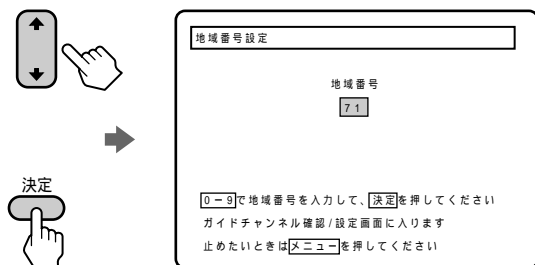 決定
地域番号設定
地域番号
71
0－9で地域番号を入力して、決定を押してください
ガイドチャンネル確認/設定画面に入ります
止めたいときはメニューを押してください